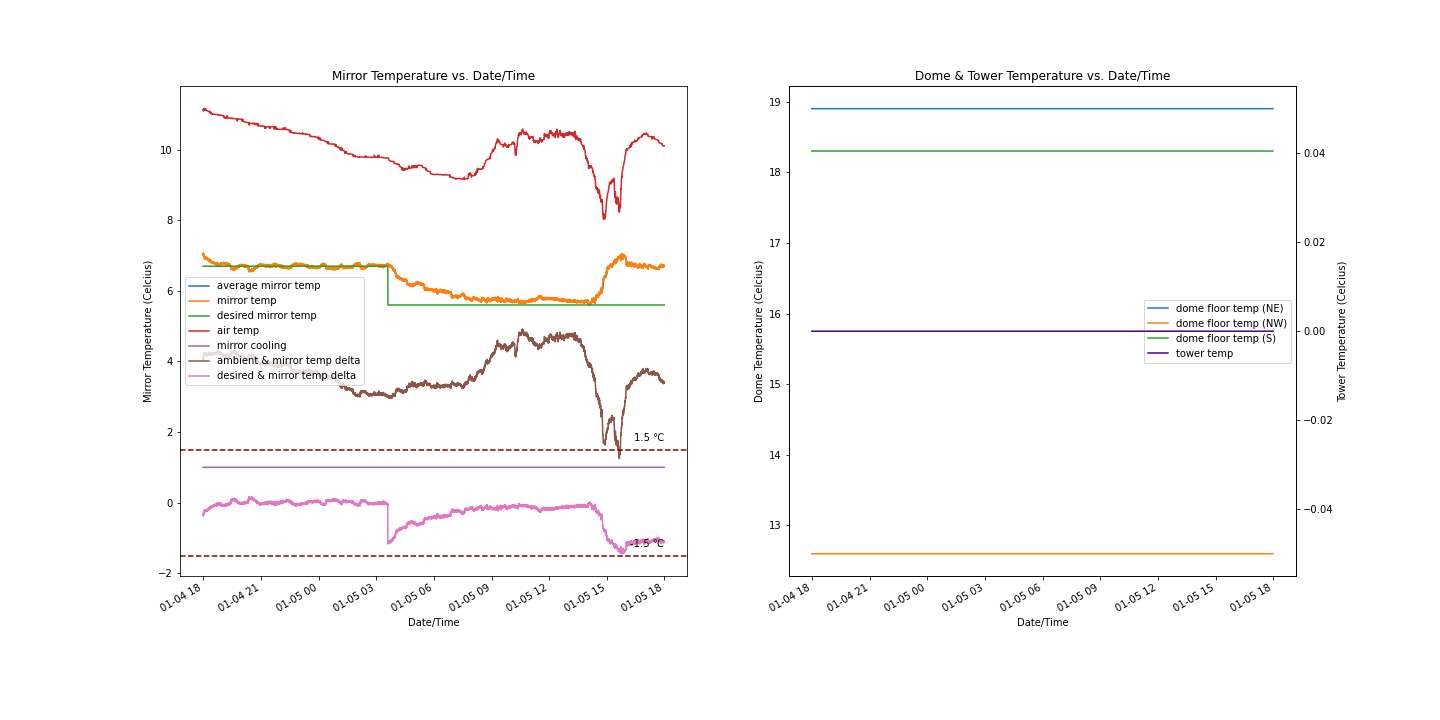 Mirror Temperature vs. Date/Time
Mirror Temperature (Celcius)
10
8
6
4
2
0
−2
average mirror temp
mirror temp
desired mirror temp
air temp
mirror cooling
ambient & mirror temp delta
desired & mirror temp delta
1.5 °C
-1.5 °C
01-04 18
01-04 21
01-05 00
01-05 03
01-05 06
01-05 09
01-05 12
01-05 15
01-05 18
Date/Time
Dome & Tower Temperature vs. Date/Time
Dome Temperature (Celcius)
19
18
17
16
15
14
13
dome floor temp (NE)
dome floor temp (NW)
dome floor temp (S)
tower temp
0.04
0.02
0.00
−0.02
−0.04
Tower Temperature (Celcius)
01-04 18
01-04 21
01-05 00
01-05 03
01-05 06
01-05 09
01-05 12
01-05 15
01-05 18
Date/Time